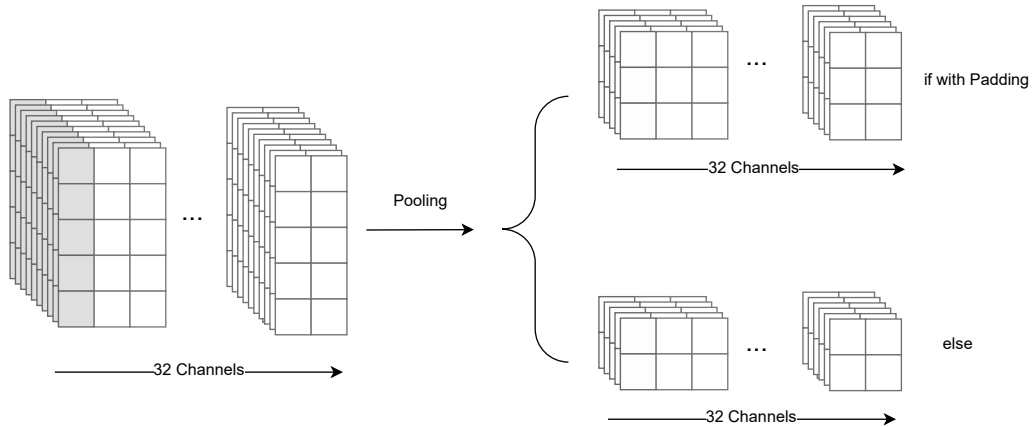 ...
if with Padding
32 Channels
Pooling
...
...
else
32 Channels
32 Channels